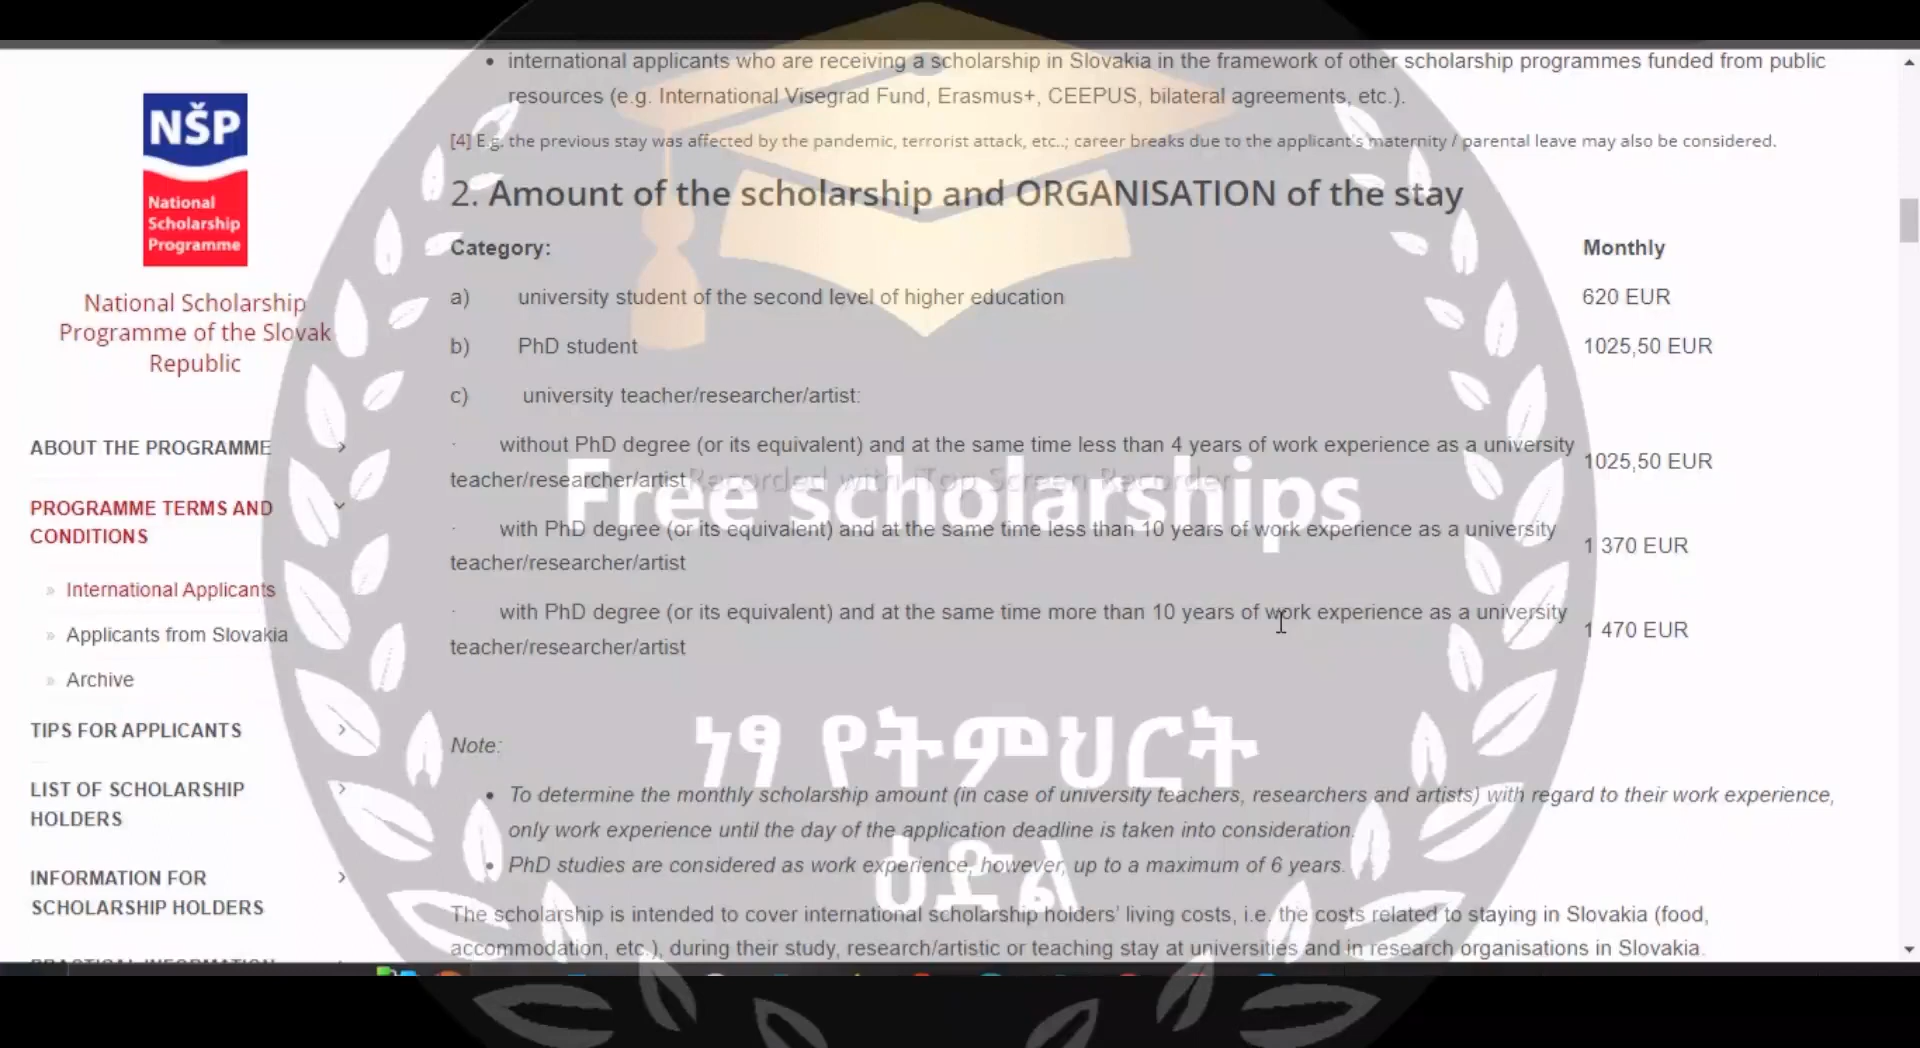 international applicants who are receiving a scholarship in Slovakia in the framework of other scholarship programmes funded from public
resources (e.g. International Visegrad Fund, Erasmus+, CEEPUS, bilateral agreements, etc.).
[4] E.g. the previous stay was affected by the pandemic, terrorist attack, etc..; career breaks due to the applicant's maternity / parental leave may also be considered.
2. Amount of the scholarship and ORGANISATION of the stay
Category: Monthly
a) university student of the second level of higher education 620 EUR
b) PhD student 1025,50 EUR
c) university teacher/researcher/artist:
· without PhD degree (or its equivalent) and at the same time less than 4 years of work experience as a university
teacher/researcher/artist
1025,50 EUR
· with PhD degree (or its equivalent) and at the same time less than 10 years of work experience as a university
teacher/researcher/artist
1 370 EUR
· with PhD degree (or its equivalent) and at the same time more than 10 years of work experience as a university
teacher/researcher/artist
1 470 EUR
Note:
To determine the monthly scholarship amount (in case of university teachers, researchers and artists) with regard to their work experience,
only work experience until the day of the application deadline is taken into consideration.
PhD studies are considered as work experience, however, up to a maximum of 6 years.
The scholarship is intended to cover international scholarship holders' living costs, i.e. the costs related to staying in Slovakia (food,
accommodation, etc.), during their study, research/artistic or teaching stay at universities and in research organisations in Slovakia.
NŠP
National
Scholarship
Programme
National Scholarship
Programme of the Slovak
Republic
ABOUT THE PROGRAMME
PROGRAMME TERMS AND
CONDITIONS
» International Applicants
» Applicants from Slovakia
» Archive
TIPS FOR APPLICANTS
LIST OF SCHOLARSHIP
HOLDERS
INFORMATION FOR
SCHOLARSHIP HOLDERS
PRACTICAL INFORMATION
Recorded with iTop Screen Recorder
Free scholarships
ነፃ የትምህርት
ዕድል